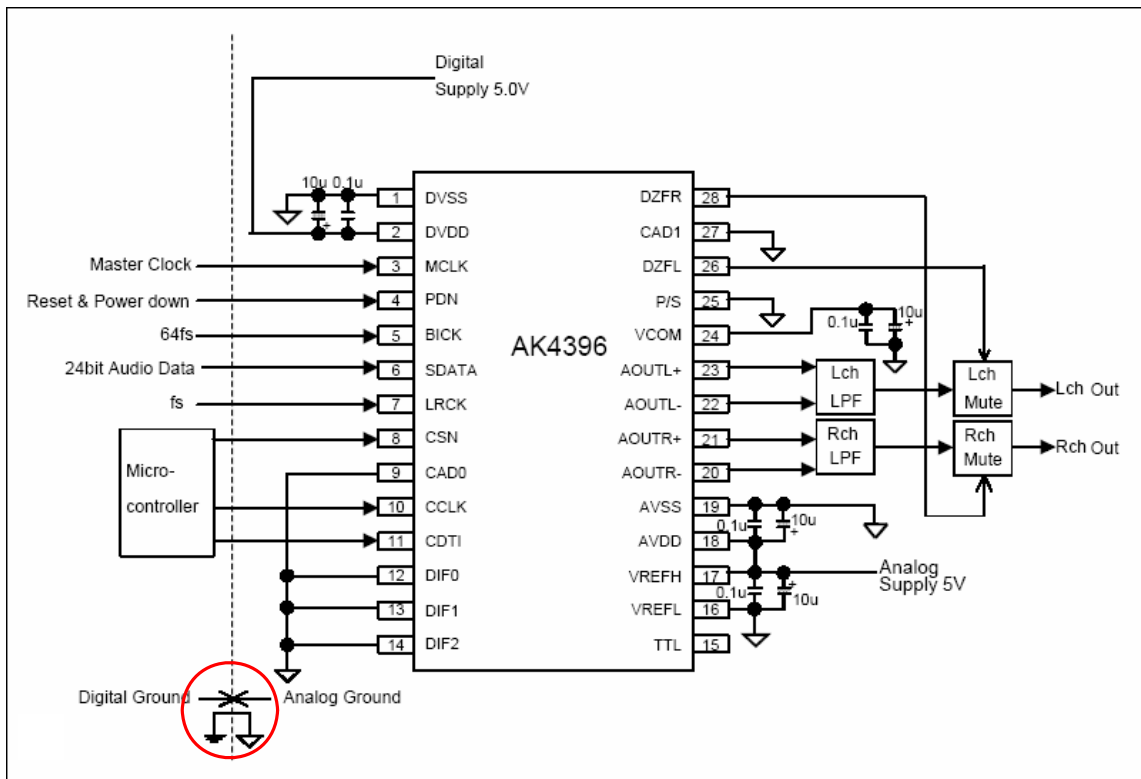 Digital
Supply 5.0V
10u 0.1u
1 DVSS
2 DVDD
Master Clock 3 MCLK
Reset & Power down 4 PDN
64fs 5 BICK
24bit Audio Data 6 SDATA
fs 7 LRCK
8 CSN
9 CAD0
10 CCLK
11 CDTI
12 DIF0
13 DIF1
14 DIF2
Micro-
controller
AK4396
DZFR 28
CAD1 27
DZFL 26
P/S 25
VCOM 24
AOUTL+ 23
AOUTL- 22
AOUTR+ 21
AOUTR- 20
AVSS 19
AVDD 18
VREFH 17
VREFL 16
TTL 15
0.1u 10u
+
Lch
LPF
Lch
Mute
Lch Out
Rch
LPF
Rch
Mute
Rch Out
0.1u 10u
+
Analog
Supply 5V
0.1u 10u
+
Digital Ground Analog Ground
+